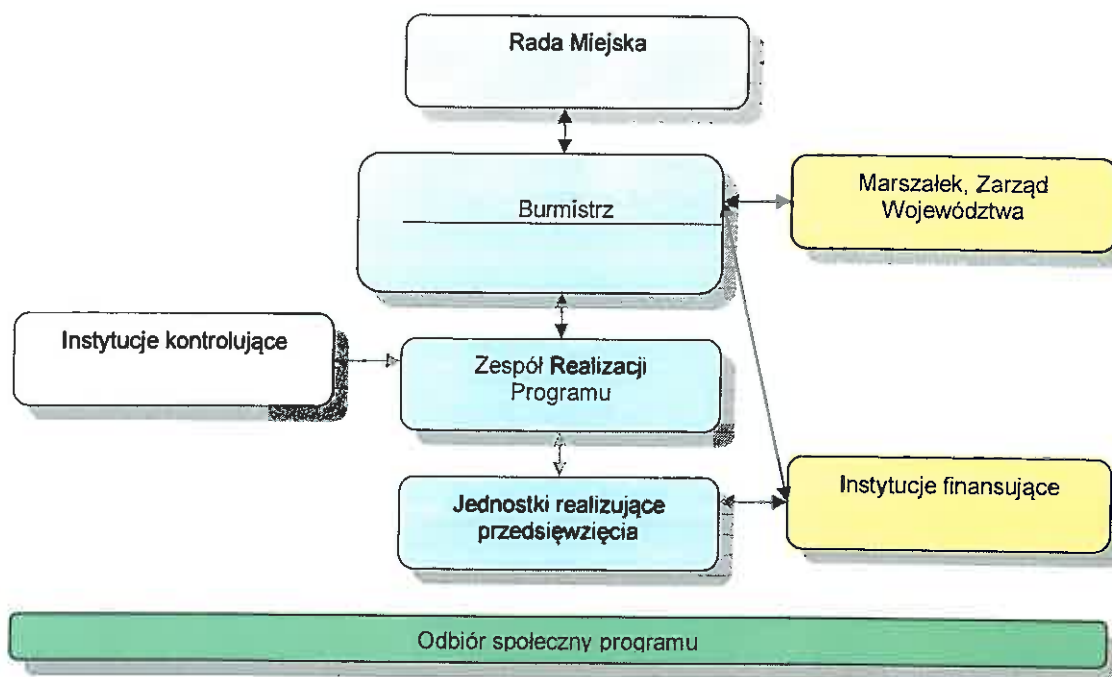 Rada Miejska
Burmistrz
Marszałek, Zarząd
Województwa
Instytucje kontrolujące
Zespół Realizacji
Programu
Jednostki realizujące
przedsięwzięcia
Instytucje finansujące
Odbiór społeczny programu